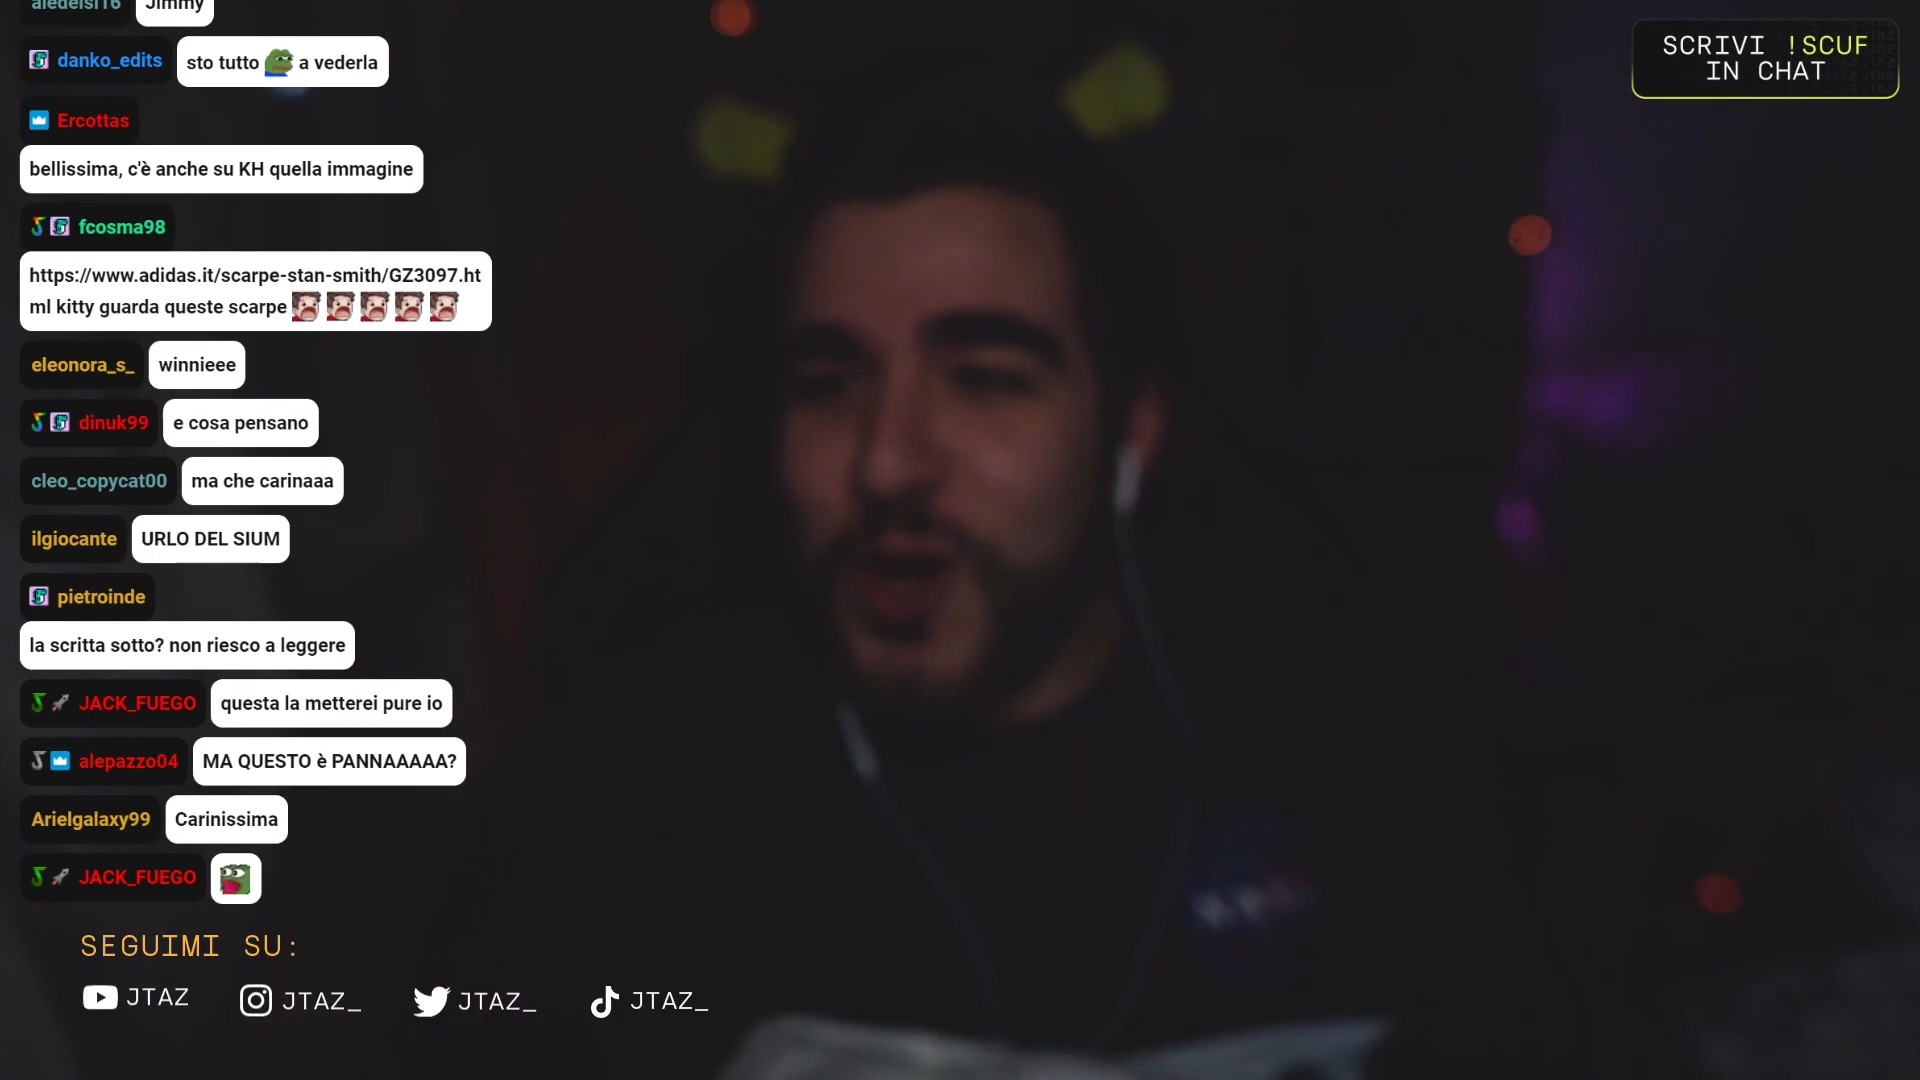 Jimmy
danko_edits sto tutto a vederla
Ercottas
bellissima, c'è anche su KH quella immagine
fcosma98
https://www.adidas.it/scarpe-stan-smith/GZ3097.ht
ml kitty guarda queste scarpe
eleonora_s_ winnieee
dinuk99 e cosa pensano
cleo_copycat00 ma che carinaaa
ilgiocante URLO DEL SIUM
pietroinde
la scritta sotto? non riesco a leggere
JACK_FUEGO questa la metterei pure io
alepazzo04 MA QUESTO è PANNAAAAA?
Arielgalaxy99 Carinissima
JACK_FUEGO
SEGUIMI SU:
JTAZ JTAZ_ JTAZ_ JTAZ_
SCRIVI !SCUF
IN CHAT